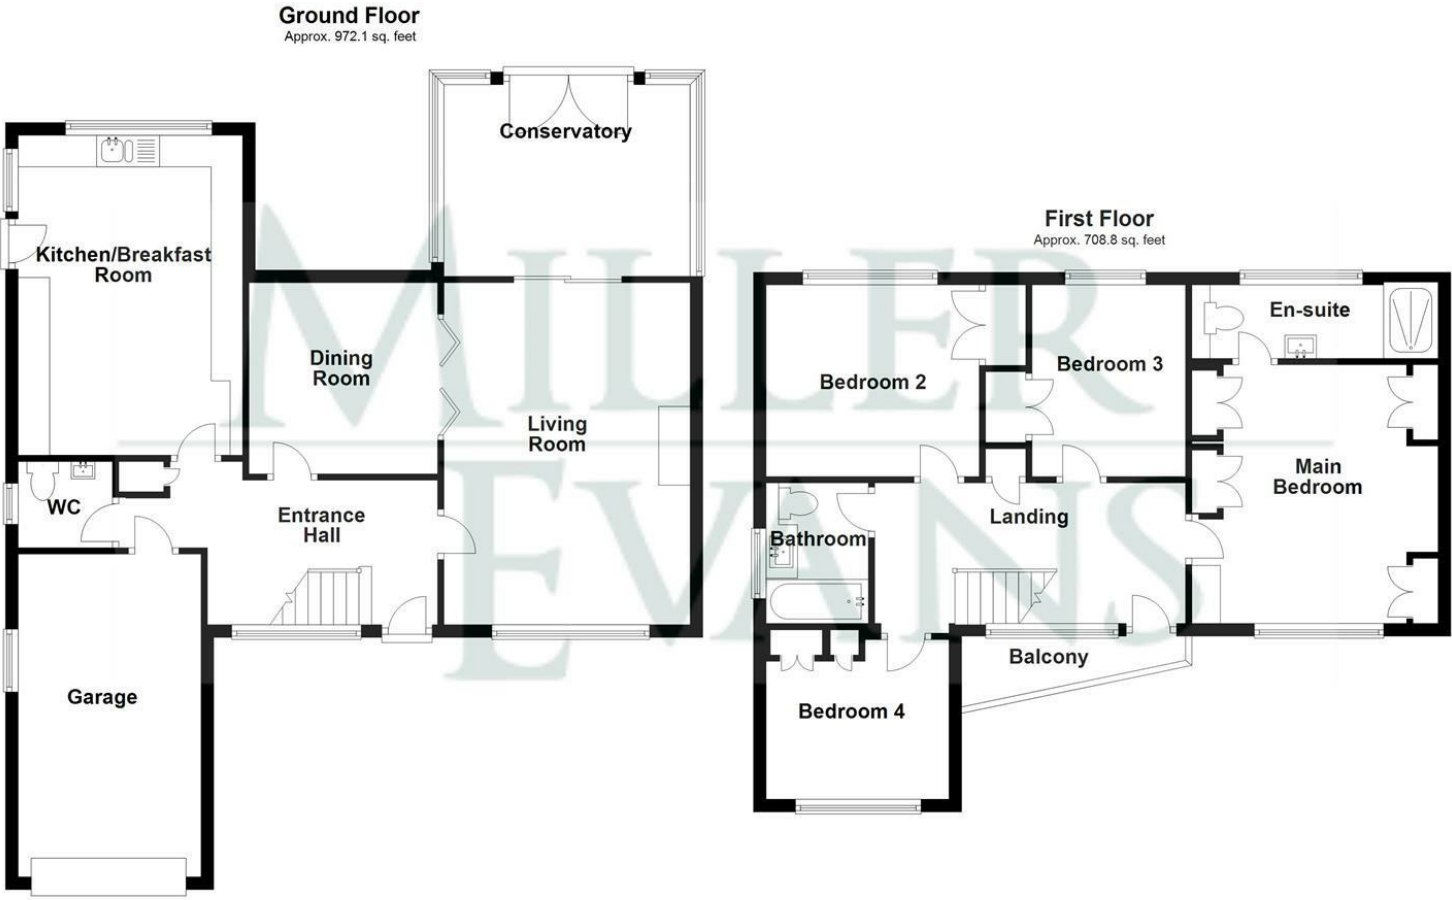 Ground Floor
Approx. 972.1 sq. feet
Conservatory
Kitchen/Breakfast
Room
Dining
Room
Living
Room
WC
Entrance
Hall
Garage
First Floor
Approx. 708.8 sq. feet
En-suite
Bedroom 2
Bedroom 3
Main
Bedroom
Landing
Bathroom
Balcony
Bedroom 4
MILLER
EVANS